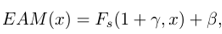 EAM(x) = F_s(1 + γ, x) + β,